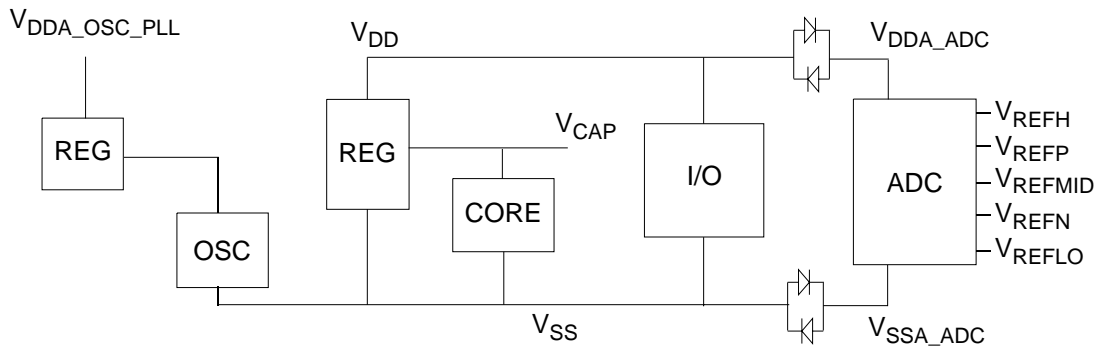 VDDA_OSC_PLL
VDD
VDDA_ADC
REG
REG
VCAP
CORE
I/O
ADC
VREFH
VREFP
VREFMID
VREFN
VREFLO
OSC
VSS
VSSA_ADC